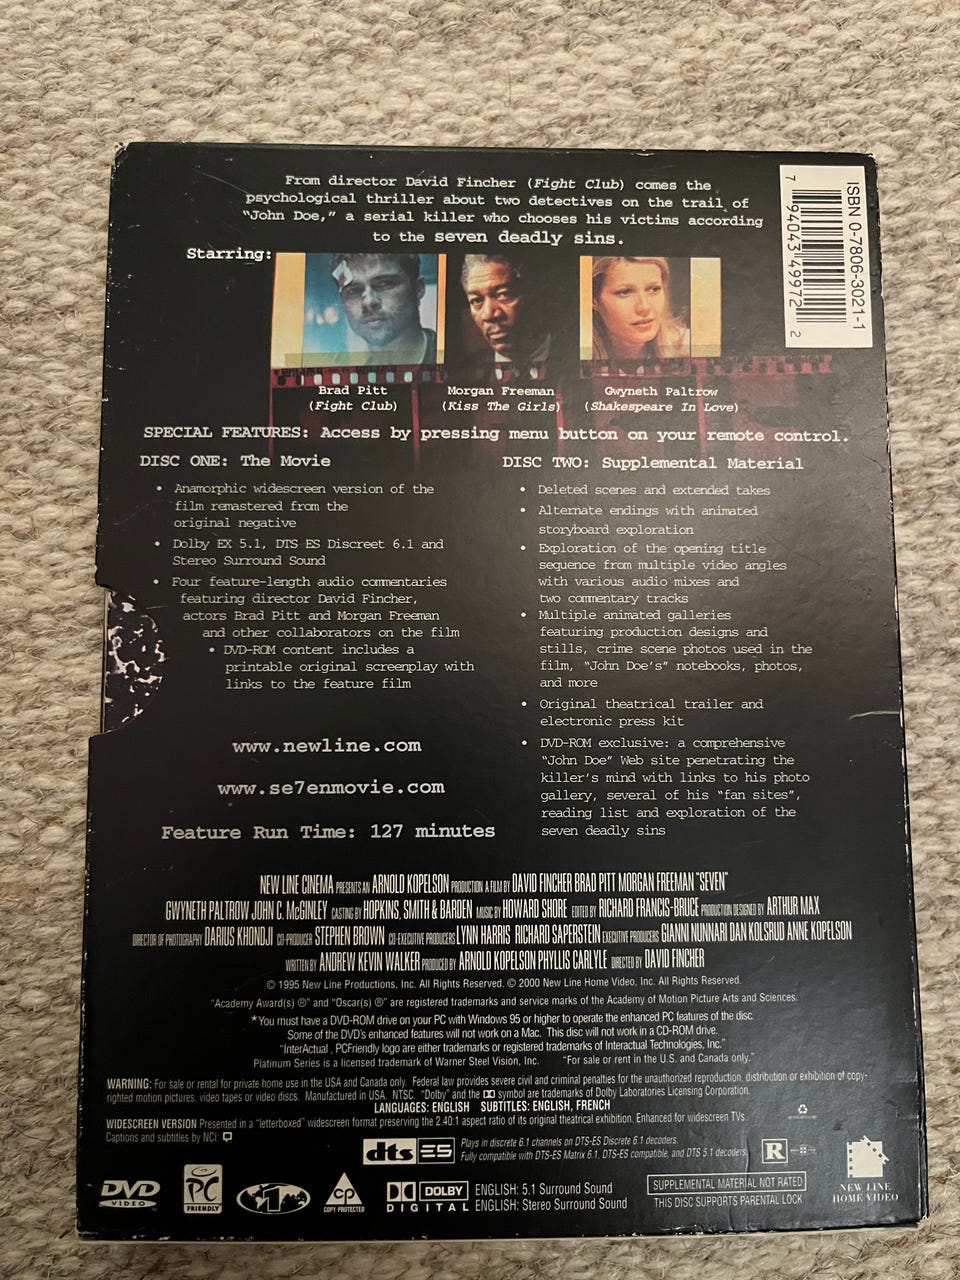 From director David Fincher (Fight Club) comes the
psychological thriller about two detectives on the trail of
"John Doe," a serial killer who chooses his victims according
to the seven deadly sins.
ISBN 0-7806-3021-1
7 94043 49972 2
Starring:
Brad Pitt
(Fight Club)
Morgan Freeman
(Kiss The Girls)
Gwyneth Paltrow
(Shakespeare In Love)
SPECIAL FEATURES: Access by pressing menu button on your remote control.
DISC ONE: The Movie
• Anamorphic widescreen version of the
film remastered from the
original negative
• Dolby EX 5.1, DTS ES Discreet 6.1 and
Stereo Surround Sound
• Four feature-length audio commentaries
featuring director David Fincher,
actors Brad Pitt and Morgan Freeman
and other collaborators on the film
• DVD-ROM content includes a
printable original screenplay with
links to the feature film
www.newline.com
www.se7enmovie.com
Feature Run Time: 127 minutes
DISC TWO: Supplemental Material
• Deleted scenes and extended takes
• Alternate endings with animated
storyboard exploration
• Exploration of the opening title
sequence from multiple video angles
with various audio mixes and
two commentary tracks
• Multiple animated galleries
featuring production designs and
stills, crime scene photos used in the
film, "John Doe's" notebooks, photos,
and more
• Original theatrical trailer and
electronic press kit
• DVD-ROM exclusive: a comprehensive
"John Doe" Web site penetrating the
killer's mind with links to his photo
gallery, several of his "fan sites",
reading list and exploration of the
seven deadly sins
NEW LINE CINEMA PRESENTS AN ARNOLD KOPELSON PRODUCTION A FILM BY DAVID FINCHER BRAD PITT MORGAN FREEMAN "SEVEN"
GWYNETH PALTROW JOHN C. McGINLEY CASTING BY HOPKINS, SMITH & BARDEN MUSIC BY HOWARD SHORE EDITED BY RICHARD FRANCIS-BRUCE PRODUCTION DESIGNED BY ARTHUR MAX
DIRECTOR OF PHOTOGRAPHY DARIUS KHONDJI CO-PRODUCER STEPHEN BROWN CO-EXECUTIVE PRODUCERS LYNN HARRIS RICHARD SAPERSTEIN EXECUTIVE PRODUCERS GIANNI NUNNARI DAN KOLSRUD ANNE KOPELSON
WRITTEN BY ANDREW KEVIN WALKER PRODUCED BY ARNOLD KOPELSON PHYLLIS CARLYLE DIRECTED BY DAVID FINCHER
© 1995 New Line Productions, Inc. All Rights Reserved. © 2000 New Line Home Video, Inc. All Rights Reserved.
"Academy Award(s) ®" and "Oscar(s) ®" are registered trademarks and service marks of the Academy of Motion Picture Arts and Sciences.
*You must have a DVD-ROM drive on your PC with Windows 95 or higher to operate the enhanced PC features of the disc.
Some of the DVD's enhanced features will not work on a Mac. This disc will not work in a CD-ROM drive.
"InterActual, PCFriendly logo are either trademarks or registered trademarks of Interactual Technologies, Inc."
Platinum Series is a licensed trademark of Warner Steel Vision, Inc. "For sale or rent in the U.S. and Canada only."
WARNING: For sale or rental for private home use in the USA and Canada only. Federal law provides severe civil and criminal penalties for the unauthorized reproduction, distribution or exhibition of copy-
righted motion pictures, video tapes or video discs. Manufactured in USA. NTSC. "Dolby" and the DD symbol are trademarks of Dolby Laboratories Licensing Corporation.
LANGUAGES: ENGLISH SUBTITLES: ENGLISH, FRENCH
WIDESCREEN VERSION Presented in a "letterboxed" widescreen format preserving the 2.40:1 aspect ratio of its original theatrical exhibition. Enhanced for widescreen TVs.
Captions and subtitles by NCI:
dts ES
Plays in discrete 6.1 channels on DTS-ES Discrete 6.1 decoders.
Fully compatible with DTS-ES Matrix 6.1, DTS-ES compatible, and DTS 5.1 decoders.
R
DVD
VIDEO
PC
FRIENDLY
1
CP
COPY PROTECTED
DOLBY
DIGITAL
ENGLISH: 5.1 Surround Sound
ENGLISH: Stereo Surround Sound
SUPPLEMENTAL MATERIAL NOT RATED
THIS DISC SUPPORTS PARENTAL LOCK
NEW LINE
HOME VIDEO